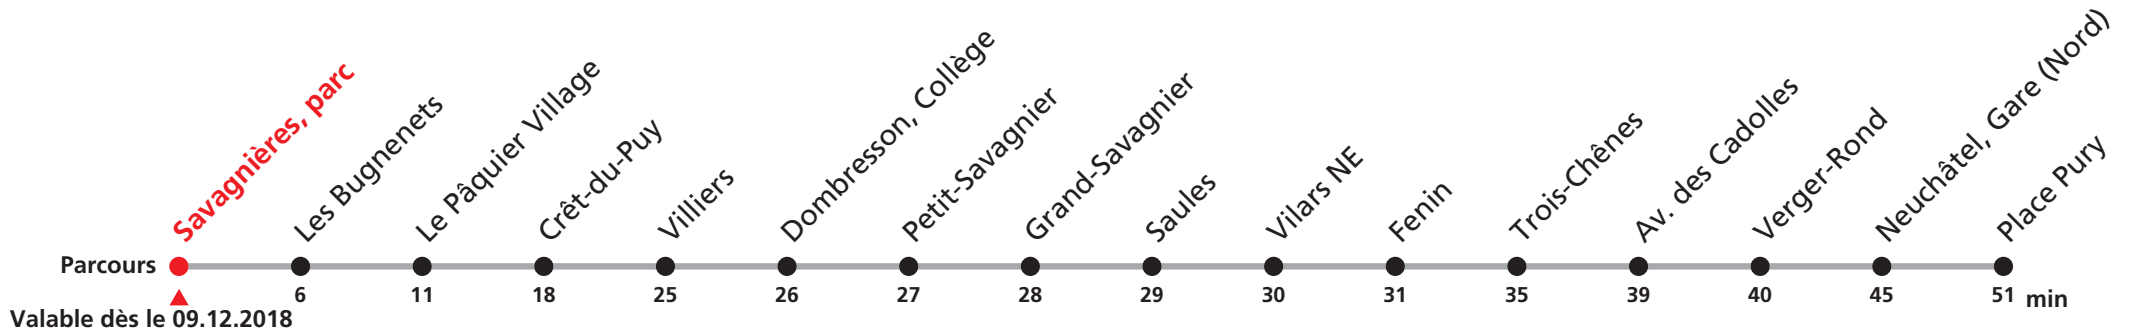 Savagnières, parc
Les Bugnenets
Le Pâquier Village
Crêt-du-Puy
Villiers
Dombresson, Collège
Petit-Savagnier
Grand-Savagnier
Saules
Vilars NE
Fenin
Trois-Chênes
Av. des Cadolles
Verger-Rond
Neuchâtel, Gare (Nord)
Place Pury
Parcours
6 11 18 25 26 27 28 29 30 31 35 39 40 45 51 min
Valable dès le 09.12.2018